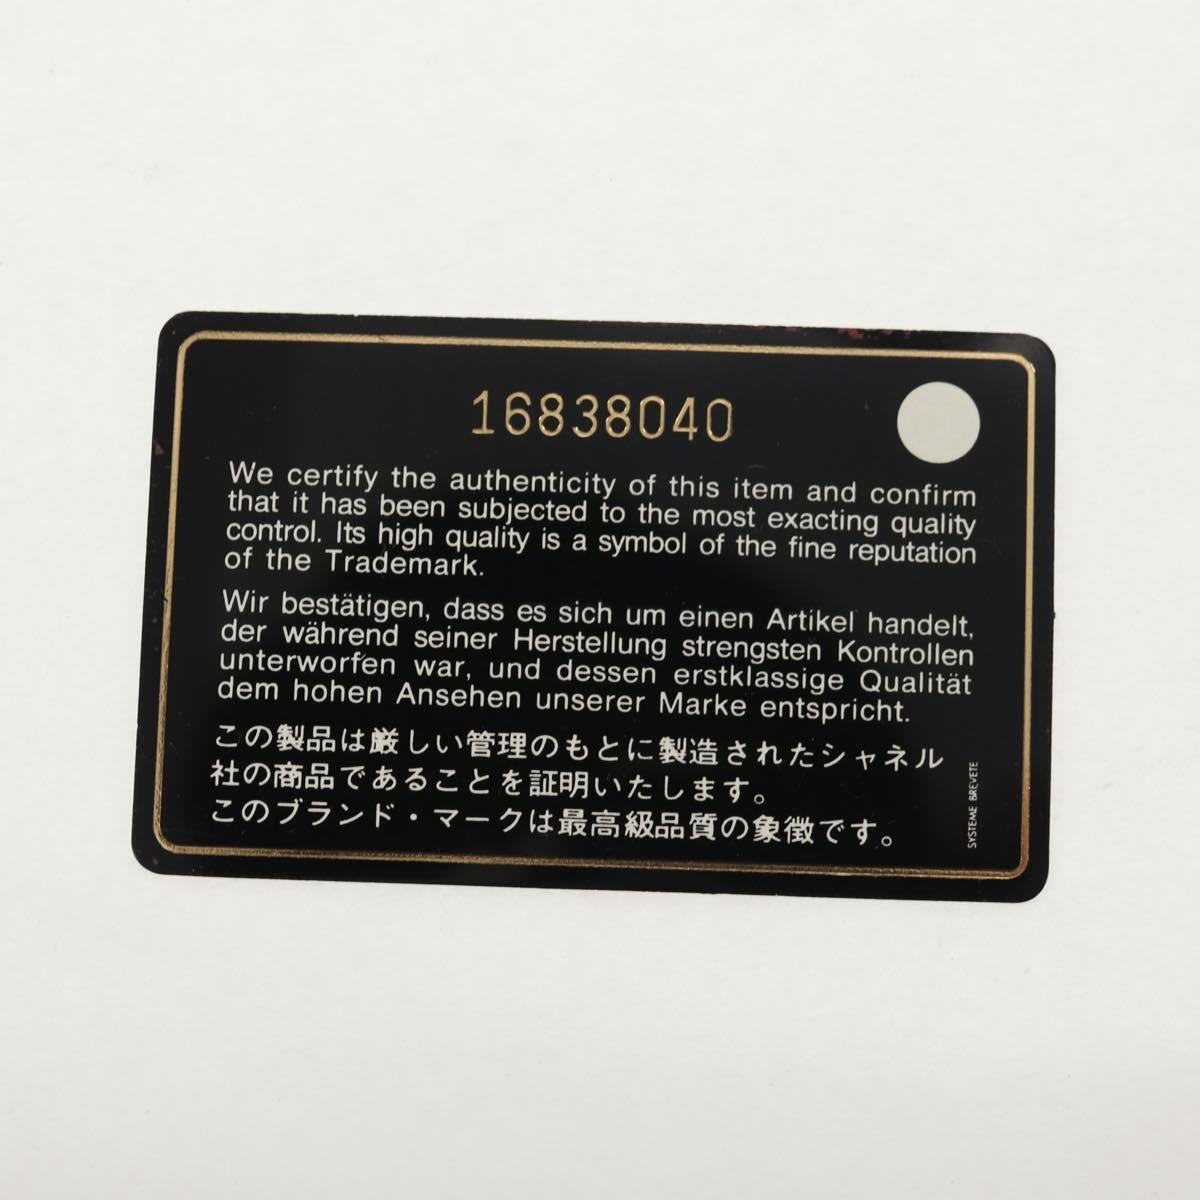 16838040
We certify the authenticity of this item and confirm
that it has been subjected to the most exacting quality
control. Its high quality is a symbol of the fine reputation
of the Trademark.
Wir bestätigen, dass es sich um einen Artikel handelt,
der während seiner Herstellung strengsten Kontrollen
unterworfen war, und dessen erstklassige Qualität
dem hohen Ansehen unserer Marke entspricht.
この製品は厳しい管理のもとに製造されたシャネル
社の商品であることを証明いたします。
このブランド・マークは最高級品質の象徴です。
SYSTEME BREVETE